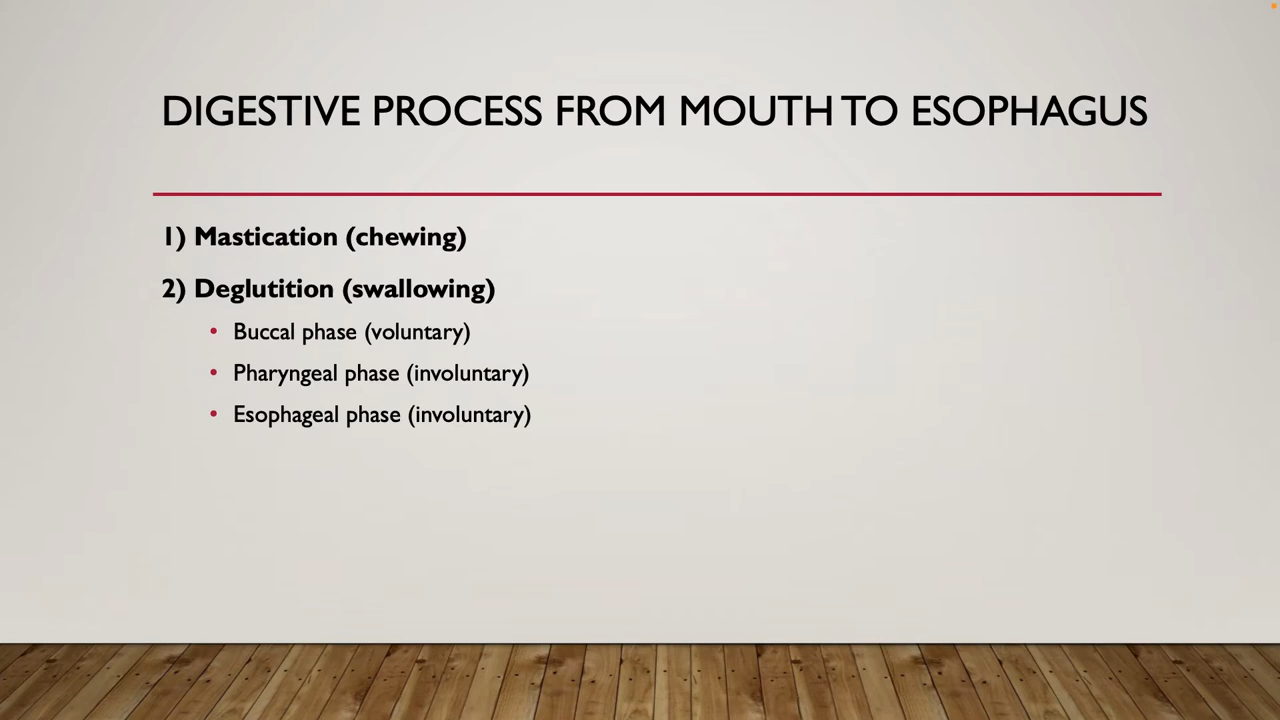 DIGESTIVE PROCESS FROM MOUTH TO ESOPHAGUS
1) Mastication (chewing)
2) Deglutition (swallowing)
• Buccal phase (voluntary)
• Pharyngeal phase (involuntary)
• Esophageal phase (involuntary)